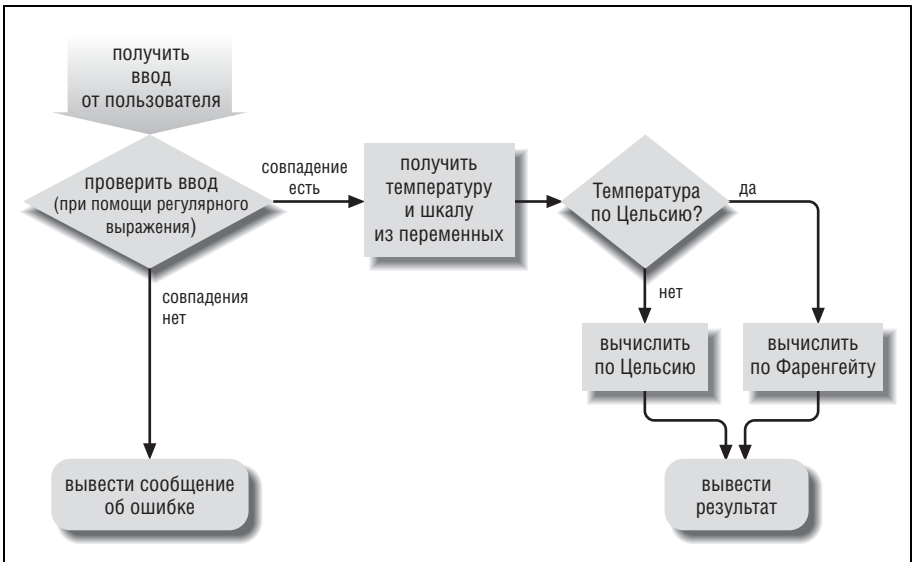 получить
ввод
от пользователя
проверить ввод
(при помощи регулярного
выражения)
совпадение
есть
получить
температуру
и шкалу
из переменных
Температура
по Цельсию?
да
нет
совпадения
нет
вычислить
по Цельсию
вычислить
по Фаренгейту
вывести сообщение
об ошибке
вывести
результат